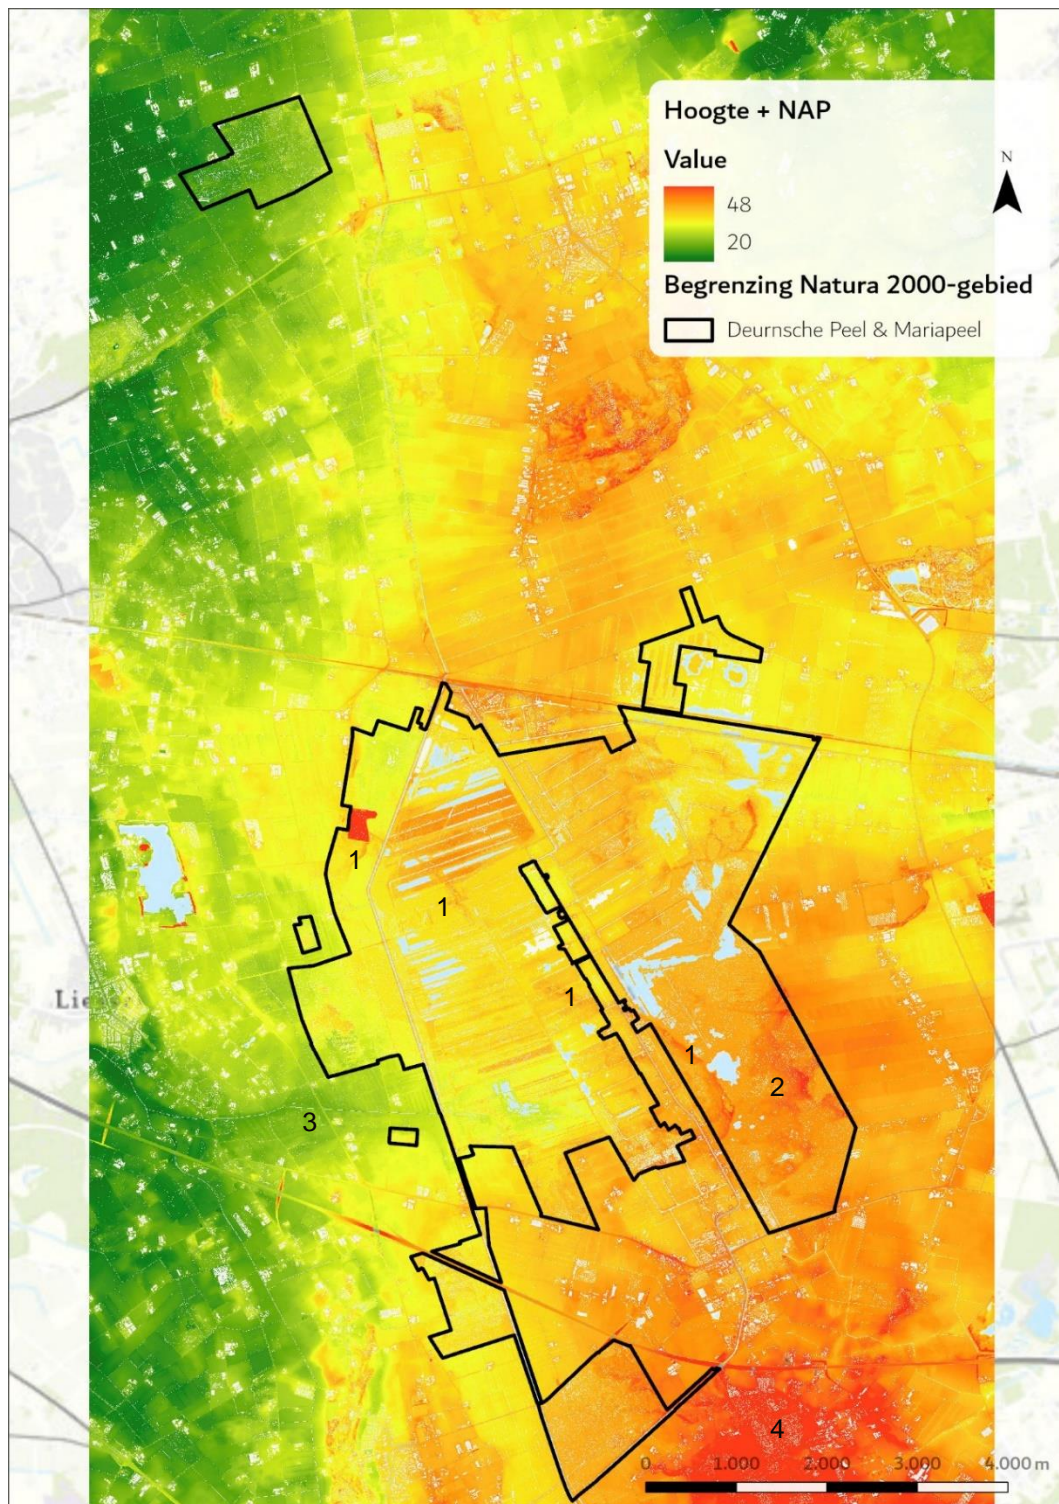 Hoogte + NAP
Value
N
48
20
Begrenzing Natura 2000-gebied
Deurnsche Peel & Mariapeel
1
1
1
1
2
3
4
0 1.000 2.000 3.000 4.000 m